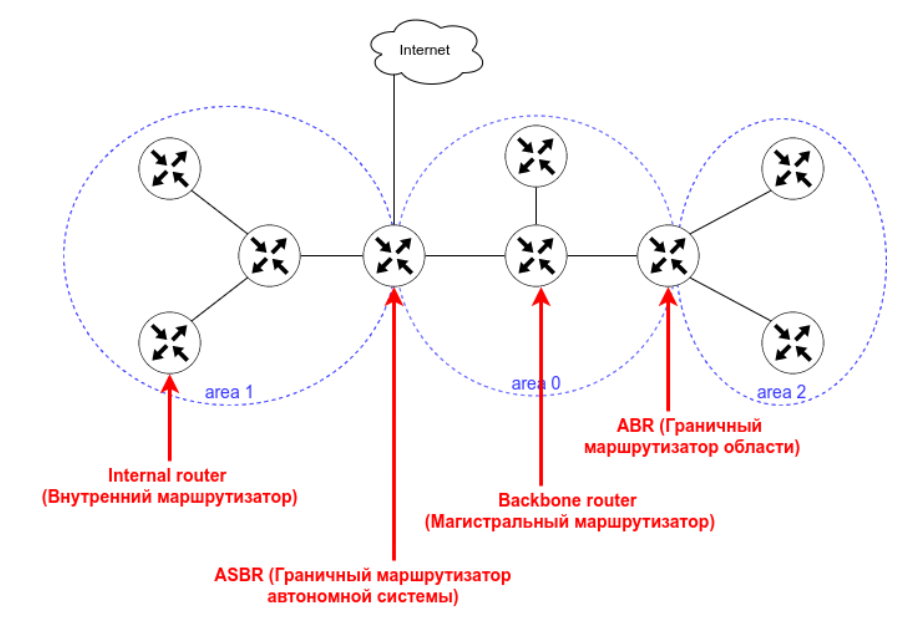 Internet
area 1
area 0
area 2
ABR (Граничный
маршрутизатор области)
Internal router
(Внутренний маршрутизатор)
Backbone router
(Магистральный маршрутизатор)
ASBR (Граничный маршрутизатор
автономной системы)